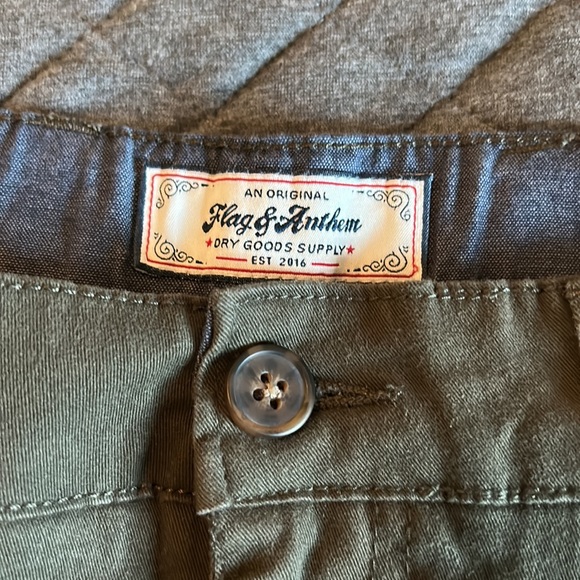 AN ORIGINAL
Flag & Anthem
DRY GOODS SUPPLY
EST 2016